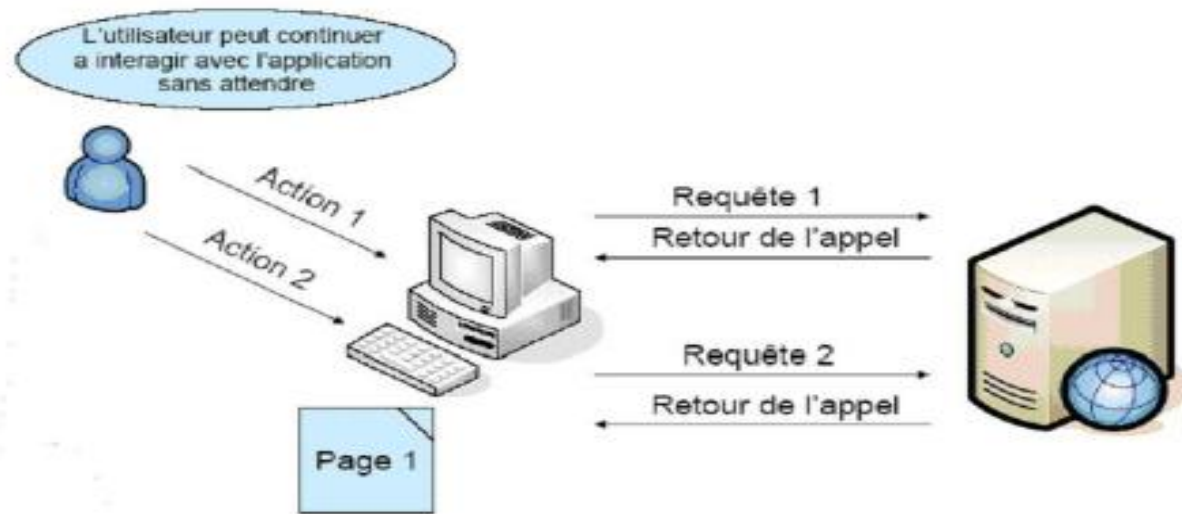 L'utilisateur peut continuer
a interagir avec l'application
sans attendre
Action 1
Action 2
Requête 1
Retour de l'appel
Requête 2
Retour de l'appel
Page 1